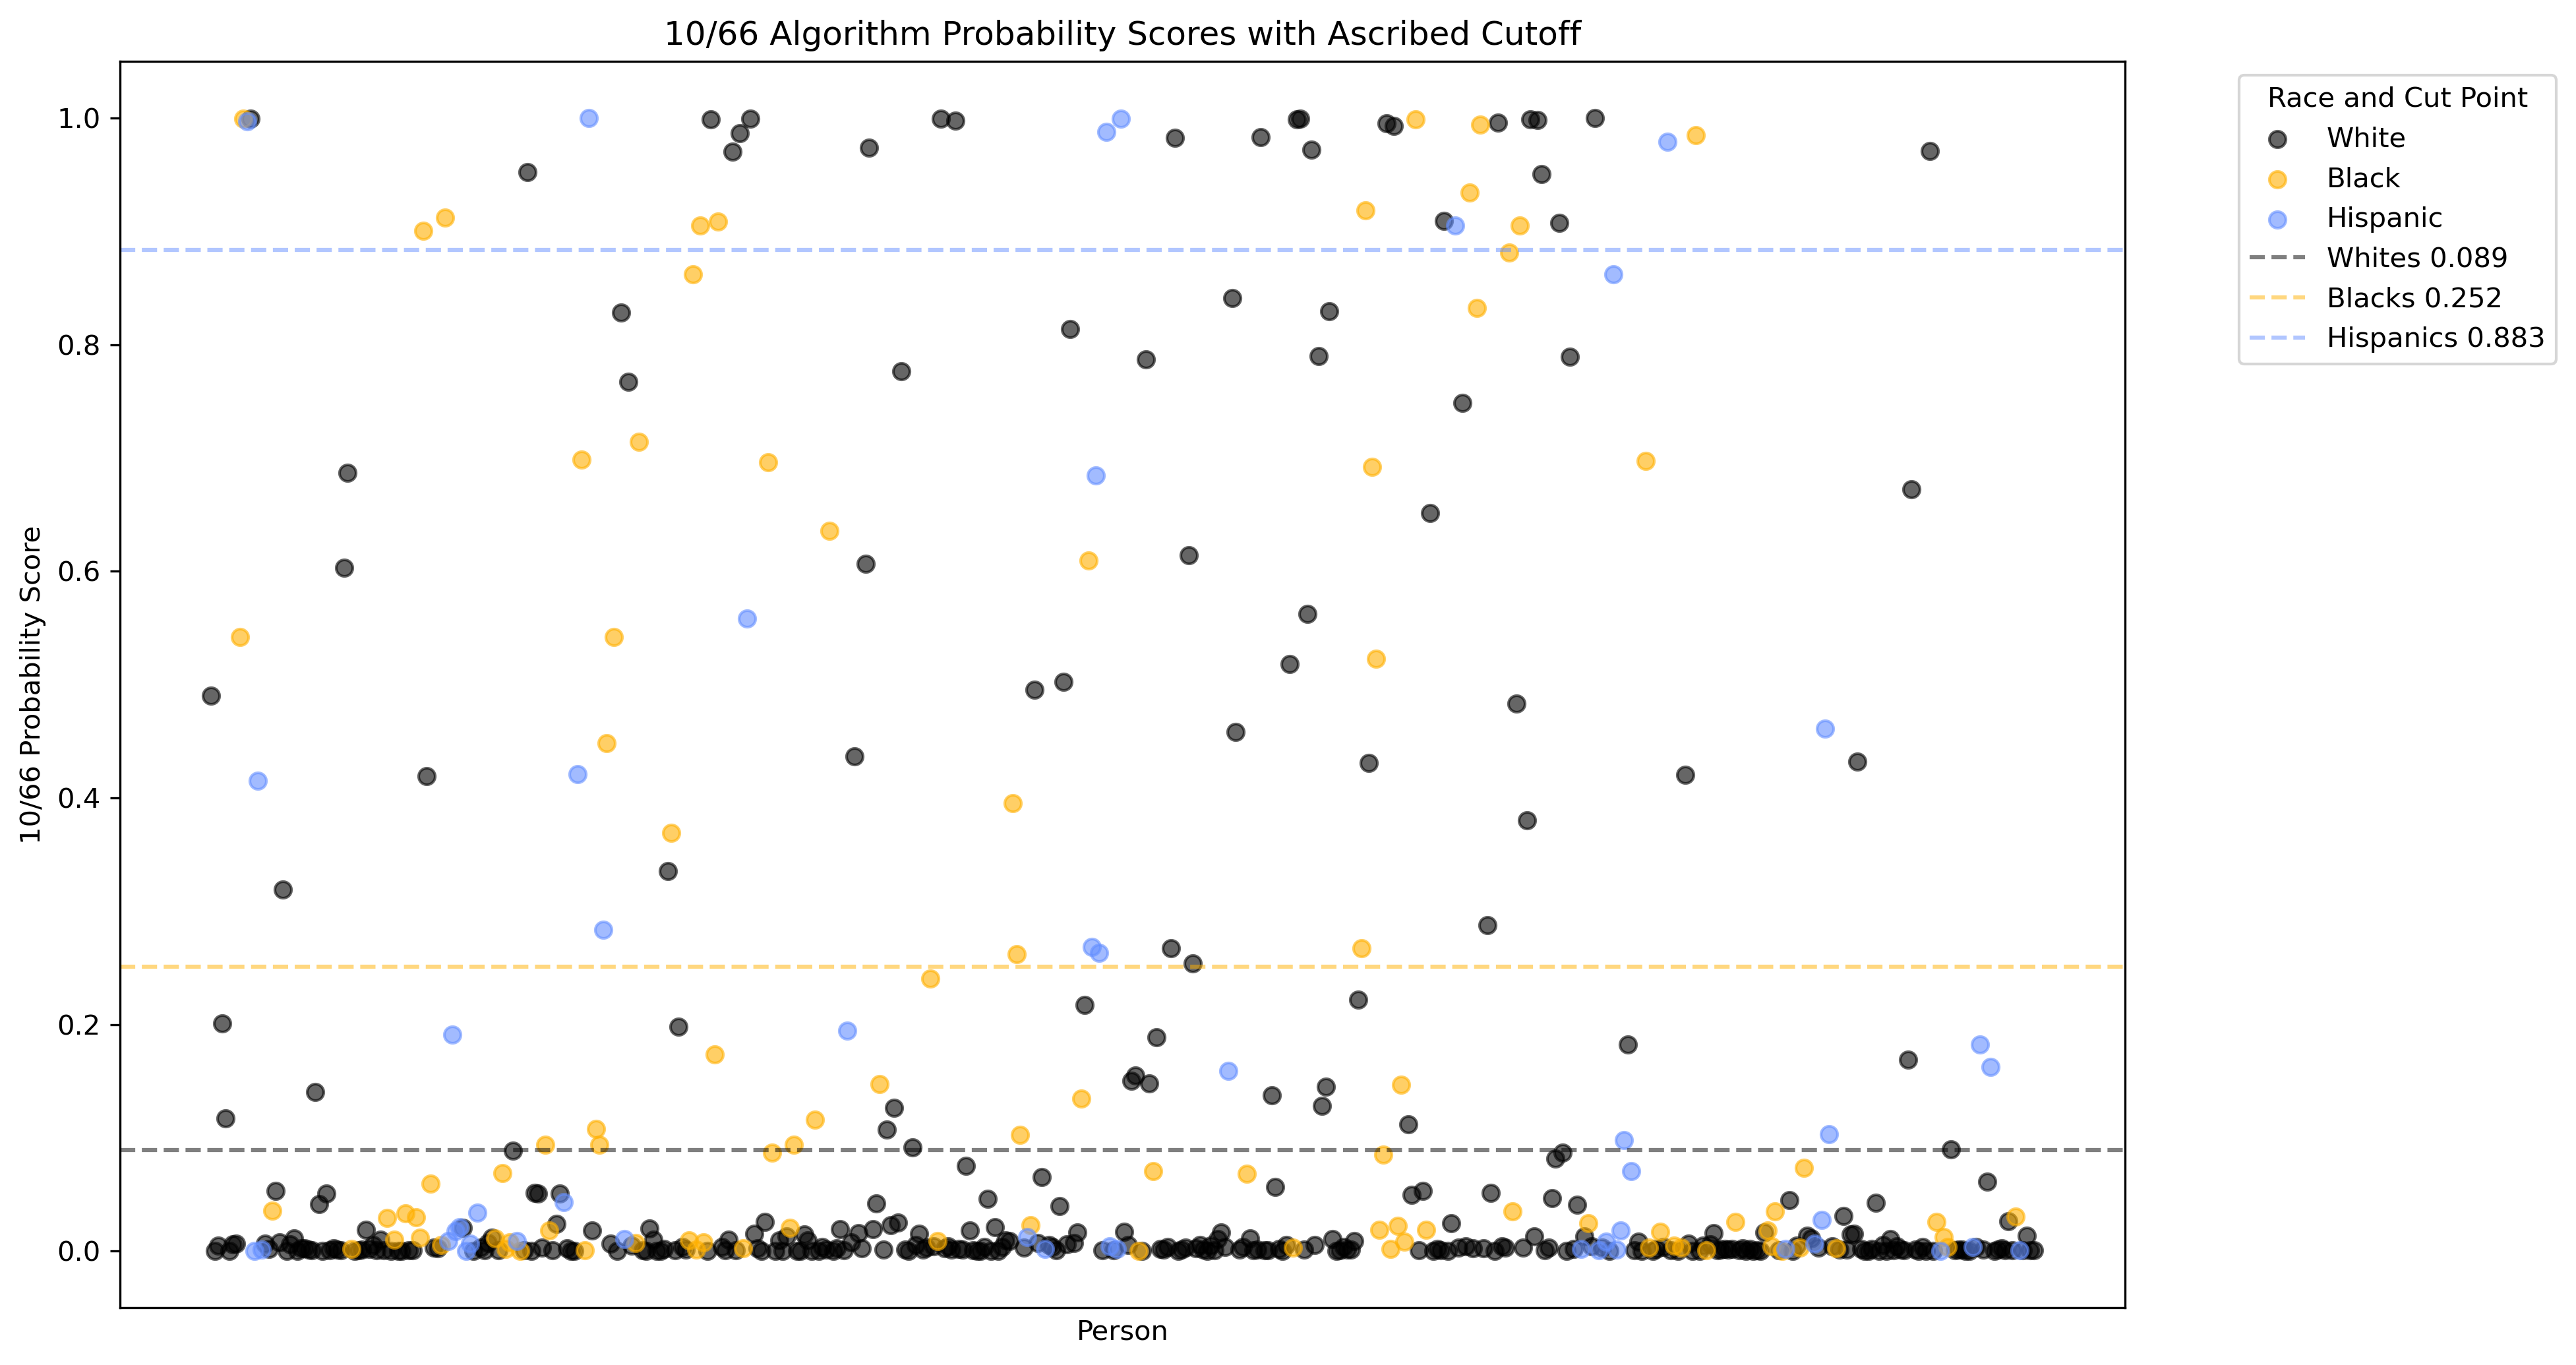 10/66 Algorithm Probability Scores with Ascribed Cutoff
1.0
0.8
0.6
0.4
0.2
0.0
10/66 Probability Score
Person
Race and Cut Point
White
Black
Hispanic
Whites 0.089
Blacks 0.252
Hispanics 0.883